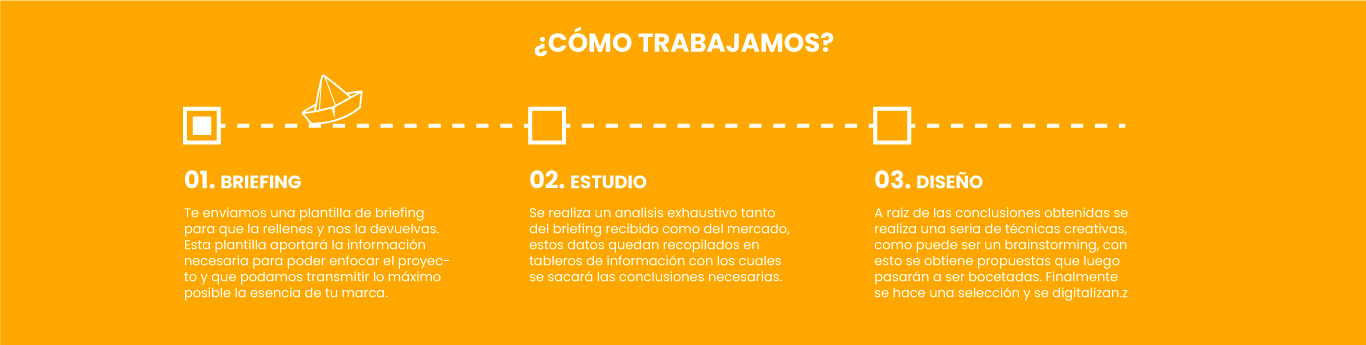 ¿CÓMO TRABAJAMOS?
01. BRIEFING
Te enviamos una plantilla de briefing
para que la rellenes y nos la devuelvas.
Esta plantilla aportará la información
necesaria para poder enfocar el proyec-
to y que podamos transmitir lo máximo
posible la esencia de tu marca.
02. ESTUDIO
Se realiza un analisis exhaustivo tanto
del briefing recibido como del mercado,
estos datos quedan recopilados en
tableros de información con los cuales
se sacará las conclusiones necesarias.
03. DISEÑO
A raíz de las conclusiones obtenidas se
realiza una seria de técnicas creativas,
como puede ser un brainstorming, con
esto se obtiene propuestas que luego
pasarán a ser bocetadas. Finalmente
se hace una selección y se digitalizan.z